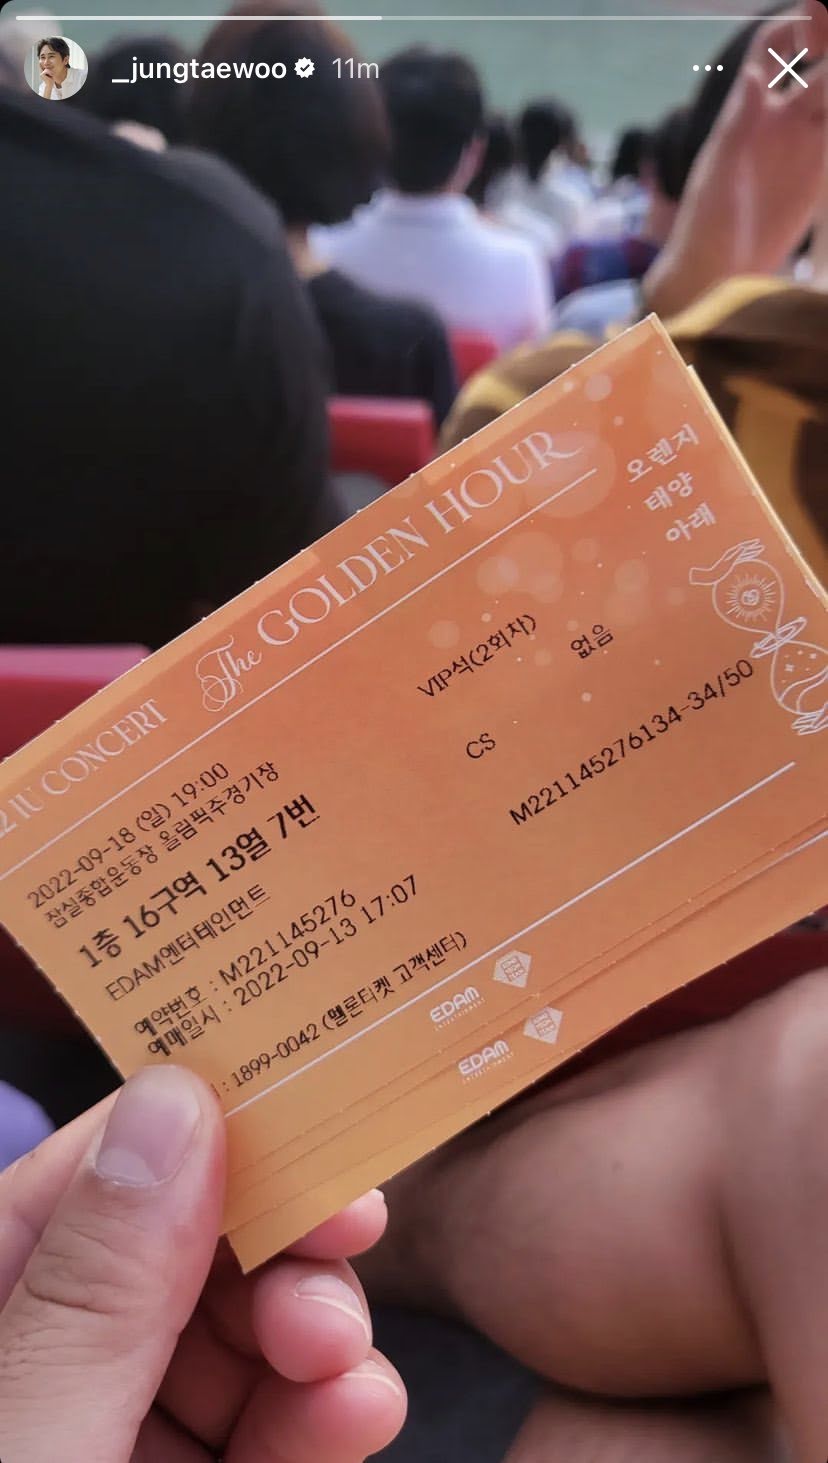 _jungtaewoo 11m
2 IU CONCERT The GOLDEN HOUR
오렌지
태양
아래
2022-09-18 (일) 19:00
잠실종합운동장 올림픽주경기장
1층 16구역 13열 7번
EDAM엔터테인먼트
VIP석(2회차)
없음
CS
M221145276134-34/50
예약번호 : M221145276
예매일시 : 2022-09-13 17:07
: 1899-0042 (멜론티켓 고객센터)
EDAM
ENTERTAINMENT
EDAM
ENTERTAINMENT